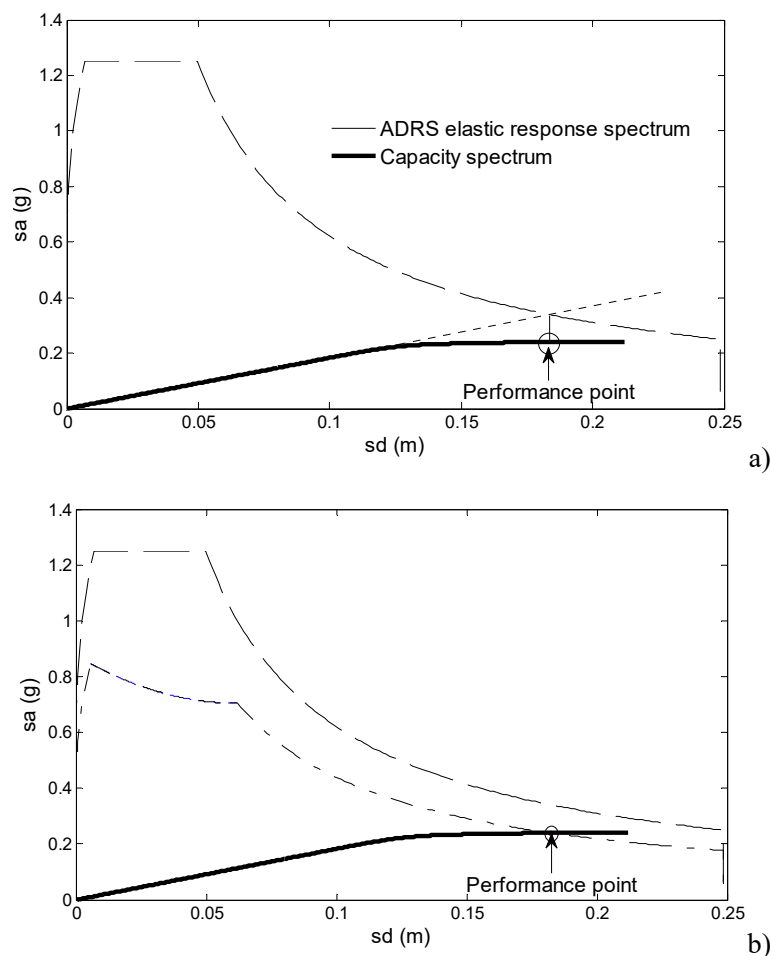 1.4
1.2
1
0.8
0.6
0.4
0.2
0
sa (g)
ADRS elastic response spectrum
Capacity spectrum
Performance point
0 0.05 0.1 0.15 0.2 0.25
sd (m)
a)
1.4
1.2
1
0.8
0.6
0.4
0.2
0
sa (g)
Performance point
0 0.05 0.1 0.15 0.2 0.25
sd (m)
b)